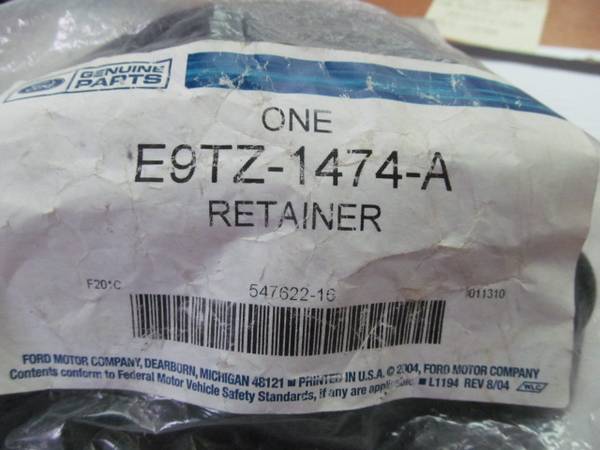 Ford GENUINE
PARTS
ONE
E9TZ-1474-A
RETAINER
F201C 547622-16 011310
FORD MOTOR COMPANY, DEARBORN, MICHIGAN 48121 ■ PRINTED IN U.S.A. © 2004, FORD MOTOR COMPANY
Contents conform to Federal Motor Vehicle Safety Standards, if any are applicable. ■ L1194 REV 8/04 WLC